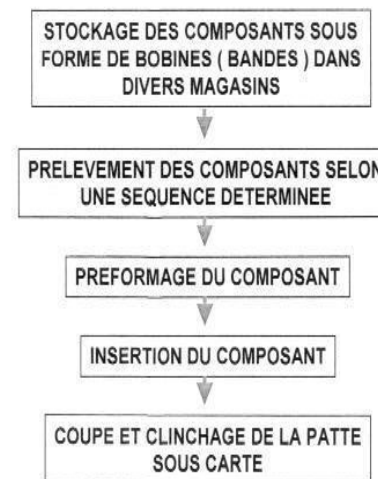 STOCKAGE DES COMPOSANTS SOUS
FORME DE BOBINES ( BANDES ) DANS
DIVERS MAGASINS
PRELEVEMENT DES COMPOSANTS SELON
UNE SEQUENCE DETERMINEE
PREFORMAGE DU COMPOSANT
INSERTION DU COMPOSANT
COUPE ET CLINCHAGE DE LA PATTE
SOUS CARTE